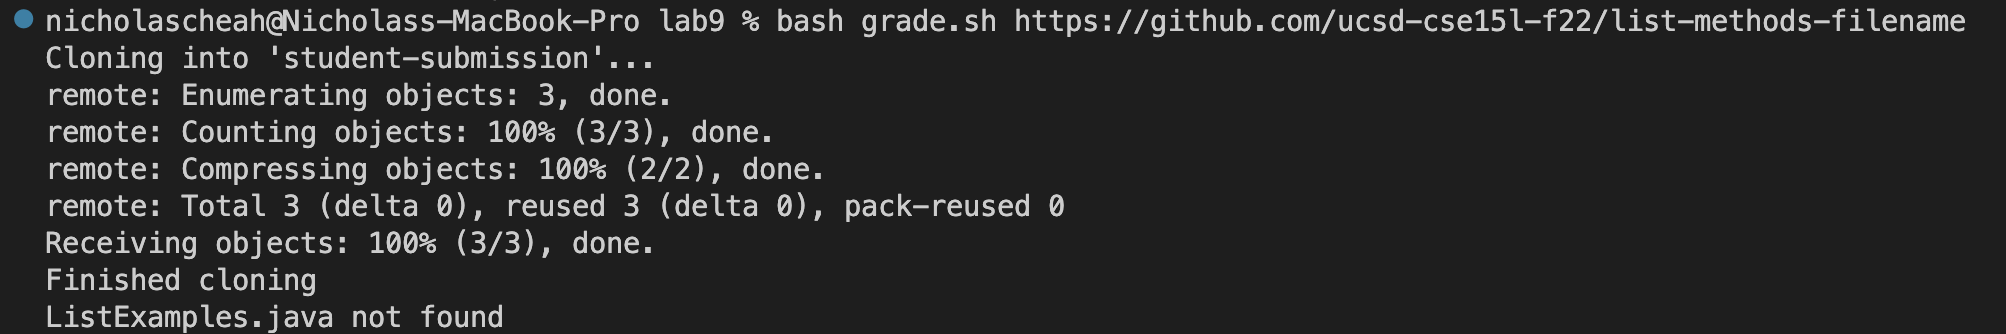 nicholascheah@Nicholass-MacBook-Pro lab9 % bash grade.sh https://github.com/ucsd-cse15l-f22/list-methods-filename
Cloning into 'student-submission'...
remote: Enumerating objects: 3, done.
remote: Counting objects: 100% (3/3), done.
remote: Compressing objects: 100% (2/2), done.
remote: Total 3 (delta 0), reused 3 (delta 0), pack-reused 0
Receiving objects: 100% (3/3), done.
Finished cloning
ListExamples.java not found